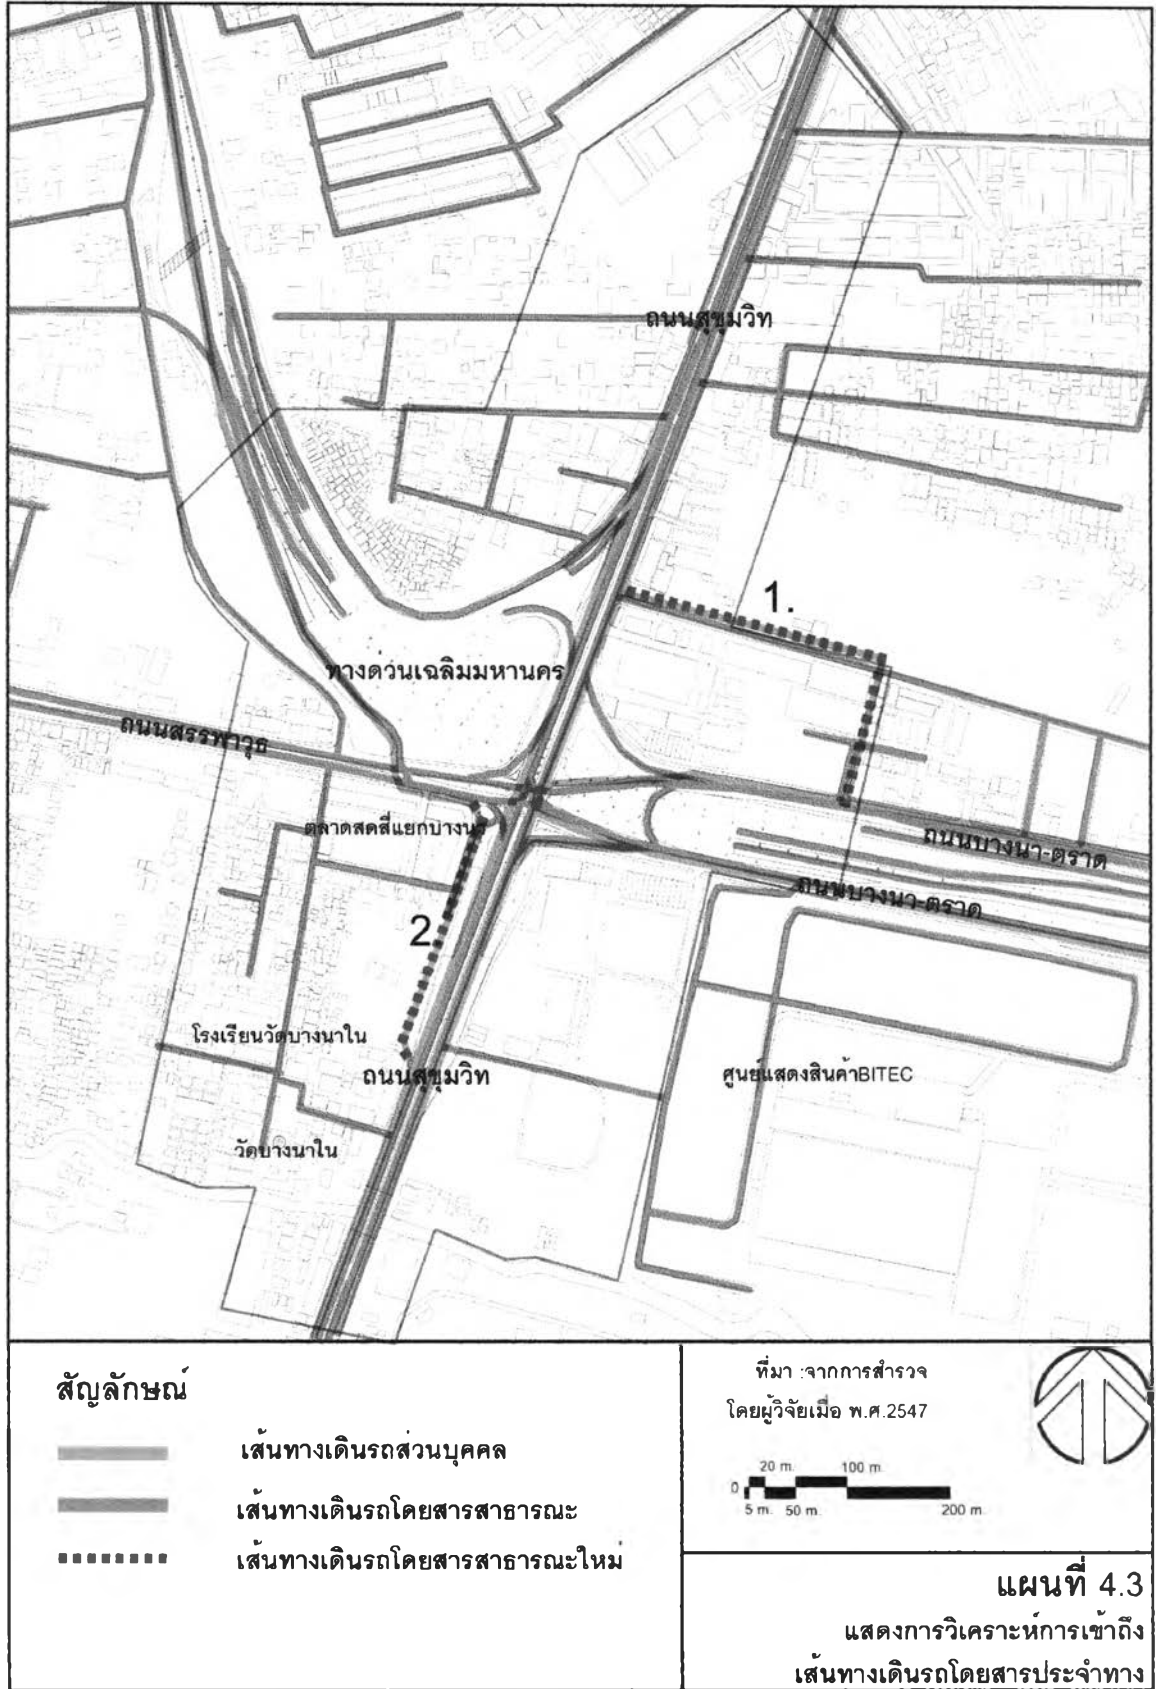 ถนนสุขุมวิท
1.
ทางด่วนเฉลิมมหานคร
ถนนสรรพาวุธ
ตลาดสดสี่แยกบางนา
ถนนบางนา-ตราด
ถนนบางนา-ตราด
2.
โรงเรียนวัดบางนาใน
ถนนสุขุมวิท
ศูนย์แสดงสินค้าBITEC
วัดบางนาใน
สัญลักษณ์
เส้นทางเดินรถส่วนบุคคล
เส้นทางเดินรถโดยสารสาธารณะ
เส้นทางเดินรถโดยสารสาธารณะใหม่
ที่มา :จากการสำรวจ
โดยผู้วิจัยเมื่อ พ.ศ.2547
20 m. 100 m.
0
5 m. 50 m. 200 m.
แผนที่ 4.3
แสดงการวิเคราะห์การเข้าถึง
เส้นทางเดินรถโดยสารประจำทาง